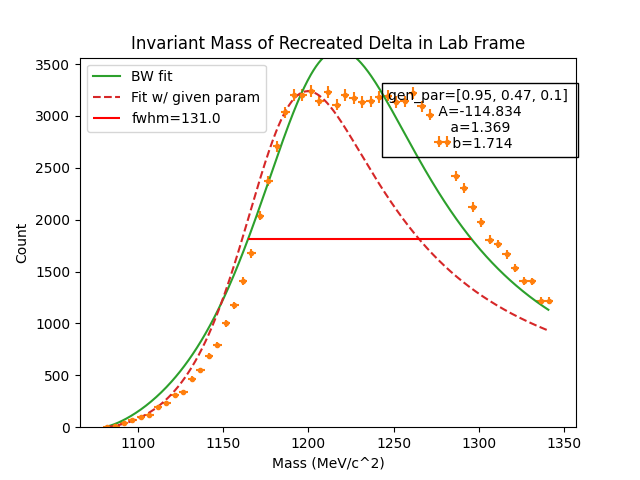 Invariant Mass of Recreated Delta in Lab Frame
BW fit
Fit w/ given param
fwhm=131.0
gen_par=[0.95, 0.47, 0.1]
A=-114.834
a=1.369
b=1.714
3500
3000
2500
2000
1500
1000
500
0
Count
1100
1150
1200
1250
1300
1350
Mass (MeV/c^2)